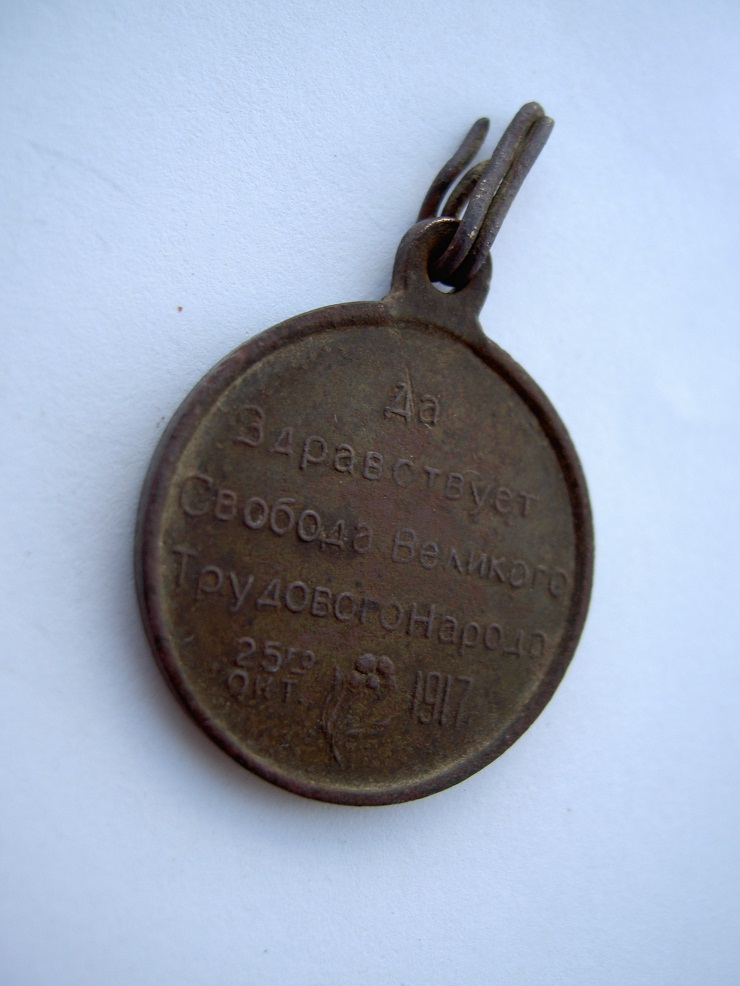 Да
Здравствует
Свобода Великого
Трудового Народа
25го
окт. 1917